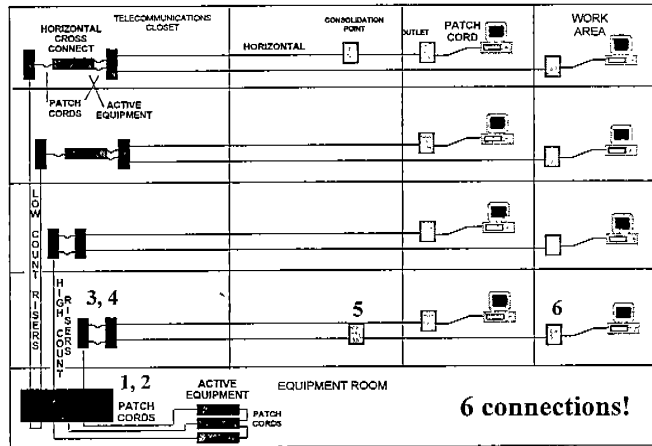 TELECOMMUNICATIONS
CLOSET
HORIZONTAL
CROSS
CONNECT
HORIZONTAL
CONSOLIDATION
POINT
OUTLET
PATCH
CORD
WORK
AREA
PATCH
CORDS
ACTIVE
EQUIPMENT
LOW COUNT RISERS
HIGH COUNT
RISERS
3, 4
5
6
1, 2
PATCH
CORDS
ACTIVE
EQUIPMENT
PATCH
CORDS
EQUIPMENT ROOM
6 connections!